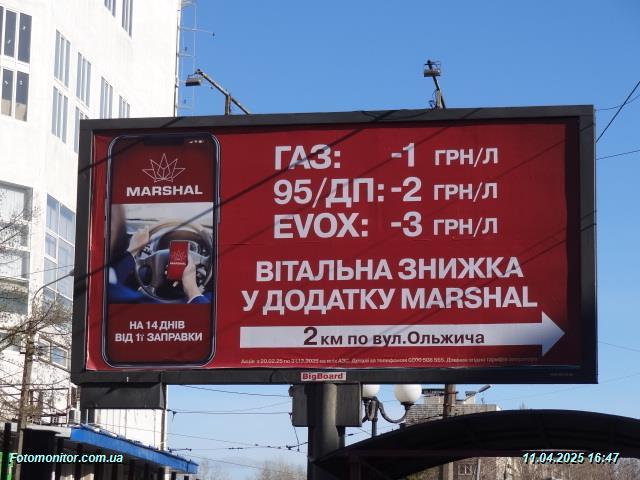 MARSHAL
MARSHAL
НА 14 ДНІВ
ВІД 1ї ЗАПРАВКИ
ГАЗ: -1 ГРН/Л
95/ДП: -2 ГРН/Л
EVOX: -3 ГРН/Л
ВІТАЛЬНА ЗНИЖКА
У ДОДАТКУ MARSHAL
2 км по вул.Ольжича
BigBoard
Fotomonitor.com.ua
11.04.2025 16:47